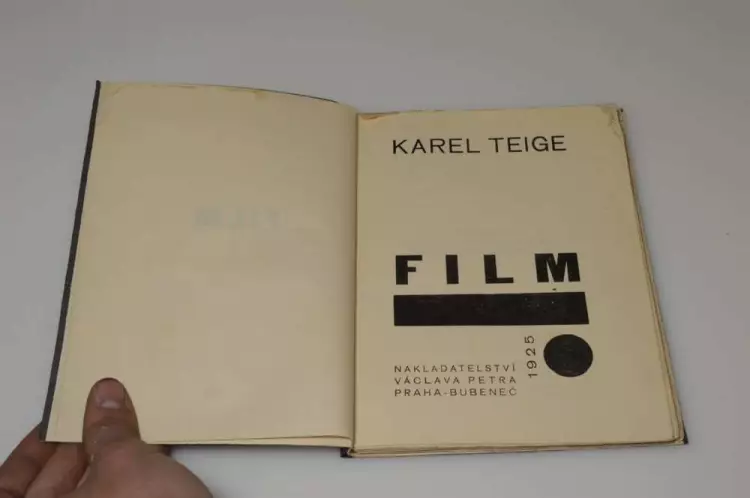 KAREL TEIGE
FILM
1925
NAKLADATELSTVÍ
VÁCLAVA PETRA
PRAHA-BUBENEČ